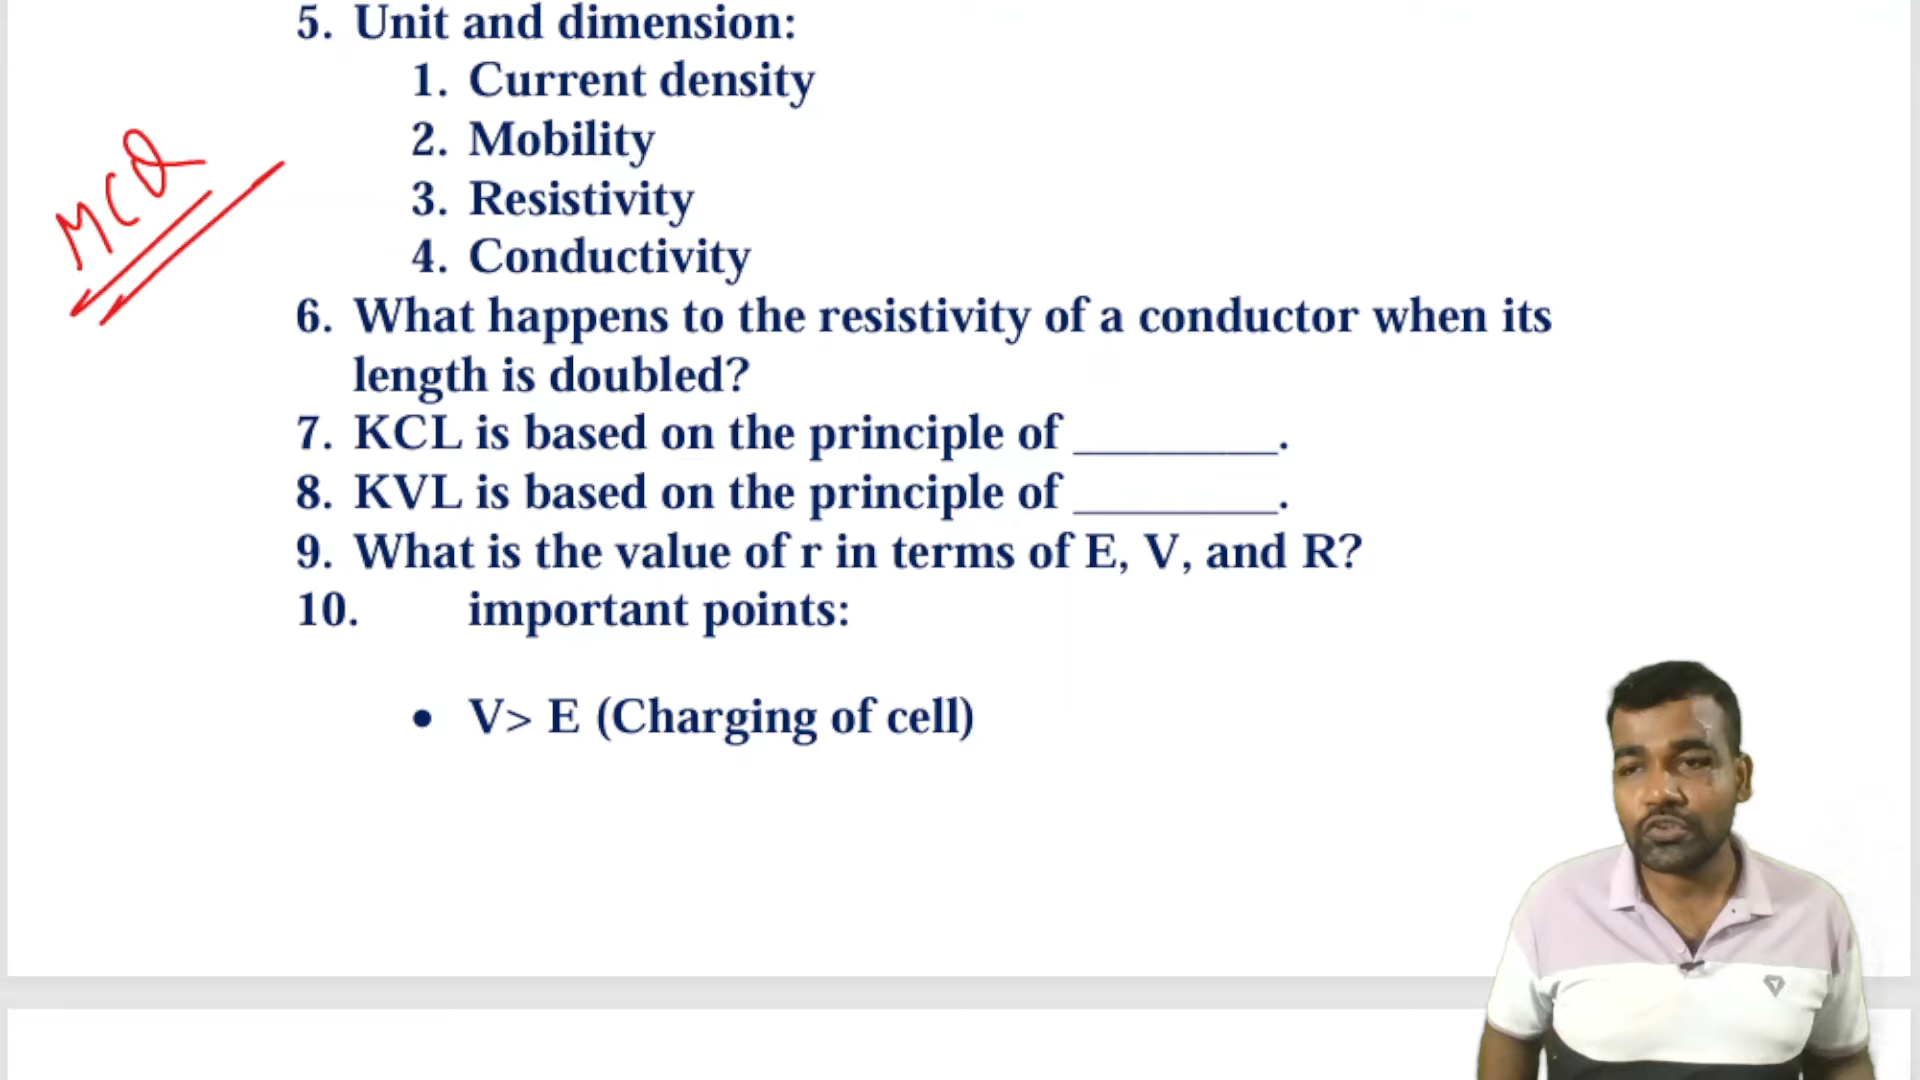 5. Unit and dimension:
1. Current density
2. Mobility
3. Resistivity
4. Conductivity
MCQ
6. What happens to the resistivity of a conductor when its
length is doubled?
7. KCL is based on the principle of _________.
8. KVL is based on the principle of _________.
9. What is the value of r in terms of E, V, and R?
10. important points:
• V> E (Charging of cell)